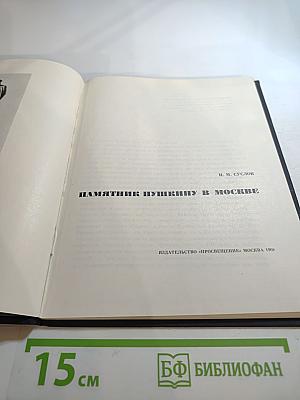 И. М. СУСЛОВ
ПАМЯТНИК ПУШКИНУ В МОСКВЕ
ИЗДАТЕЛЬСТВО «ПРОСВЕЩЕНИЕ» МОСКВА
15 см
БФ БИБЛИОФАН